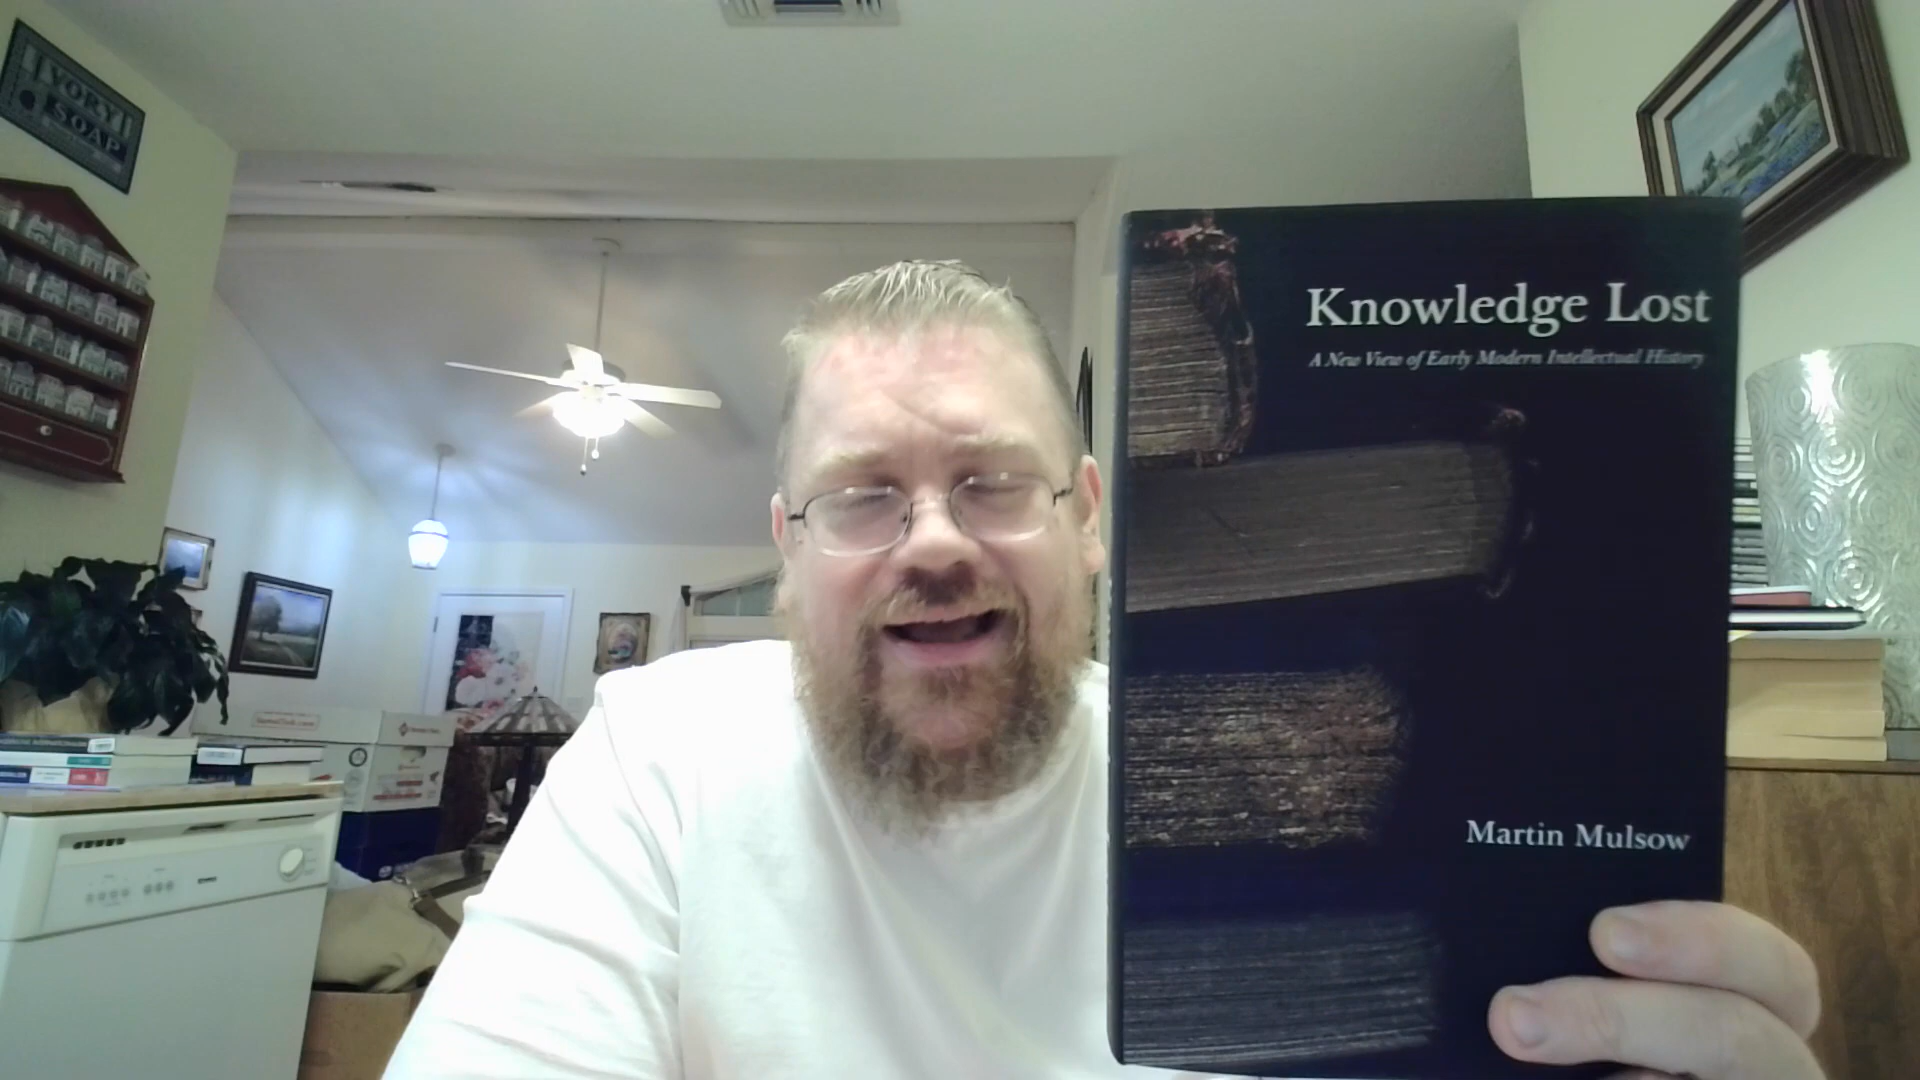 IVORY
SOAP
Knowledge Lost
A New View of Early Modern Intellectual History
Martin Mulsow